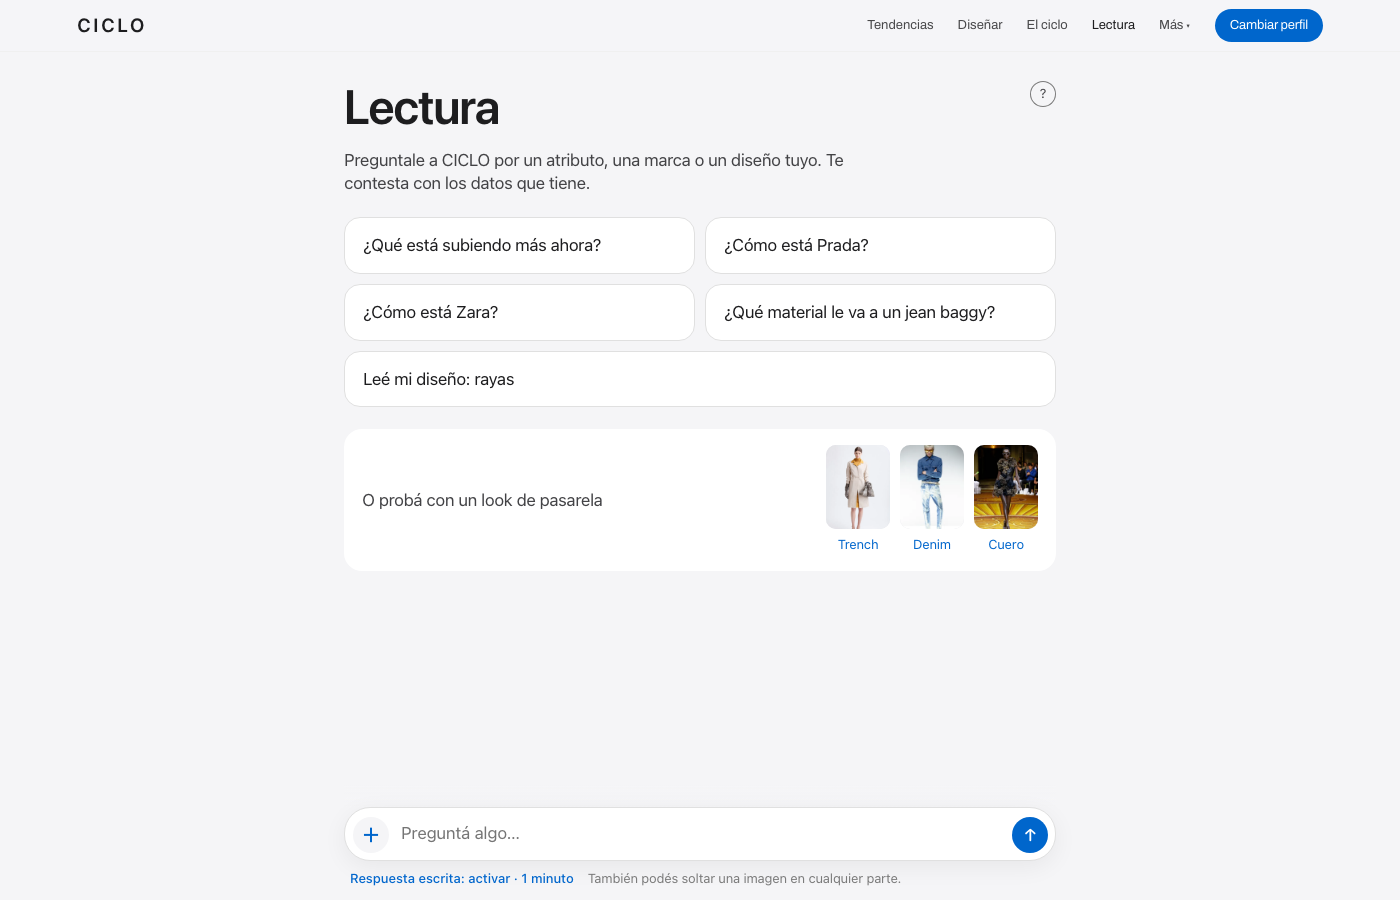 CICLO
Tendencias
Diseñar
El ciclo
Lectura
Más
Cambiar perfil
Lectura
?
Preguntale a CICLO por un atributo, una marca o un diseño tuyo. Te
contesta con los datos que tiene.
¿Qué está subiendo más ahora?
¿Cómo está Prada?
¿Cómo está Zara?
¿Qué material le va a un jean baggy?
Leé mi diseño: rayas
O probá con un look de pasarela
Trench
Denim
Cuero
Preguntá algo...
Respuesta escrita: activar · 1 minuto
También podés soltar una imagen en cualquier parte.